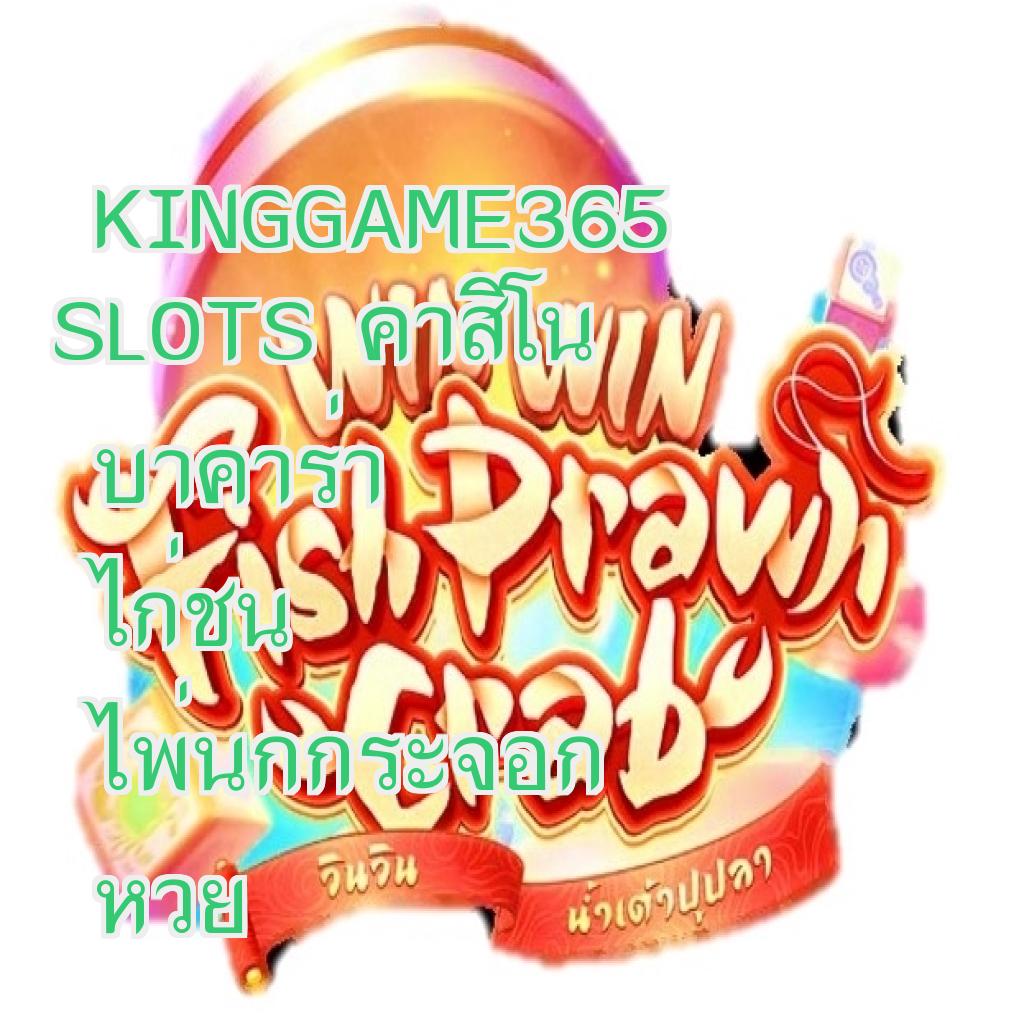 KINGGAME365
SLOTS คาสิโน
WIN WIN
บาคาร่า
Fish Prawn
ไก่ชน
Crab
ไพ่นกกระจอก
วินวิน
น้ำเต้าปูปลา
หวย